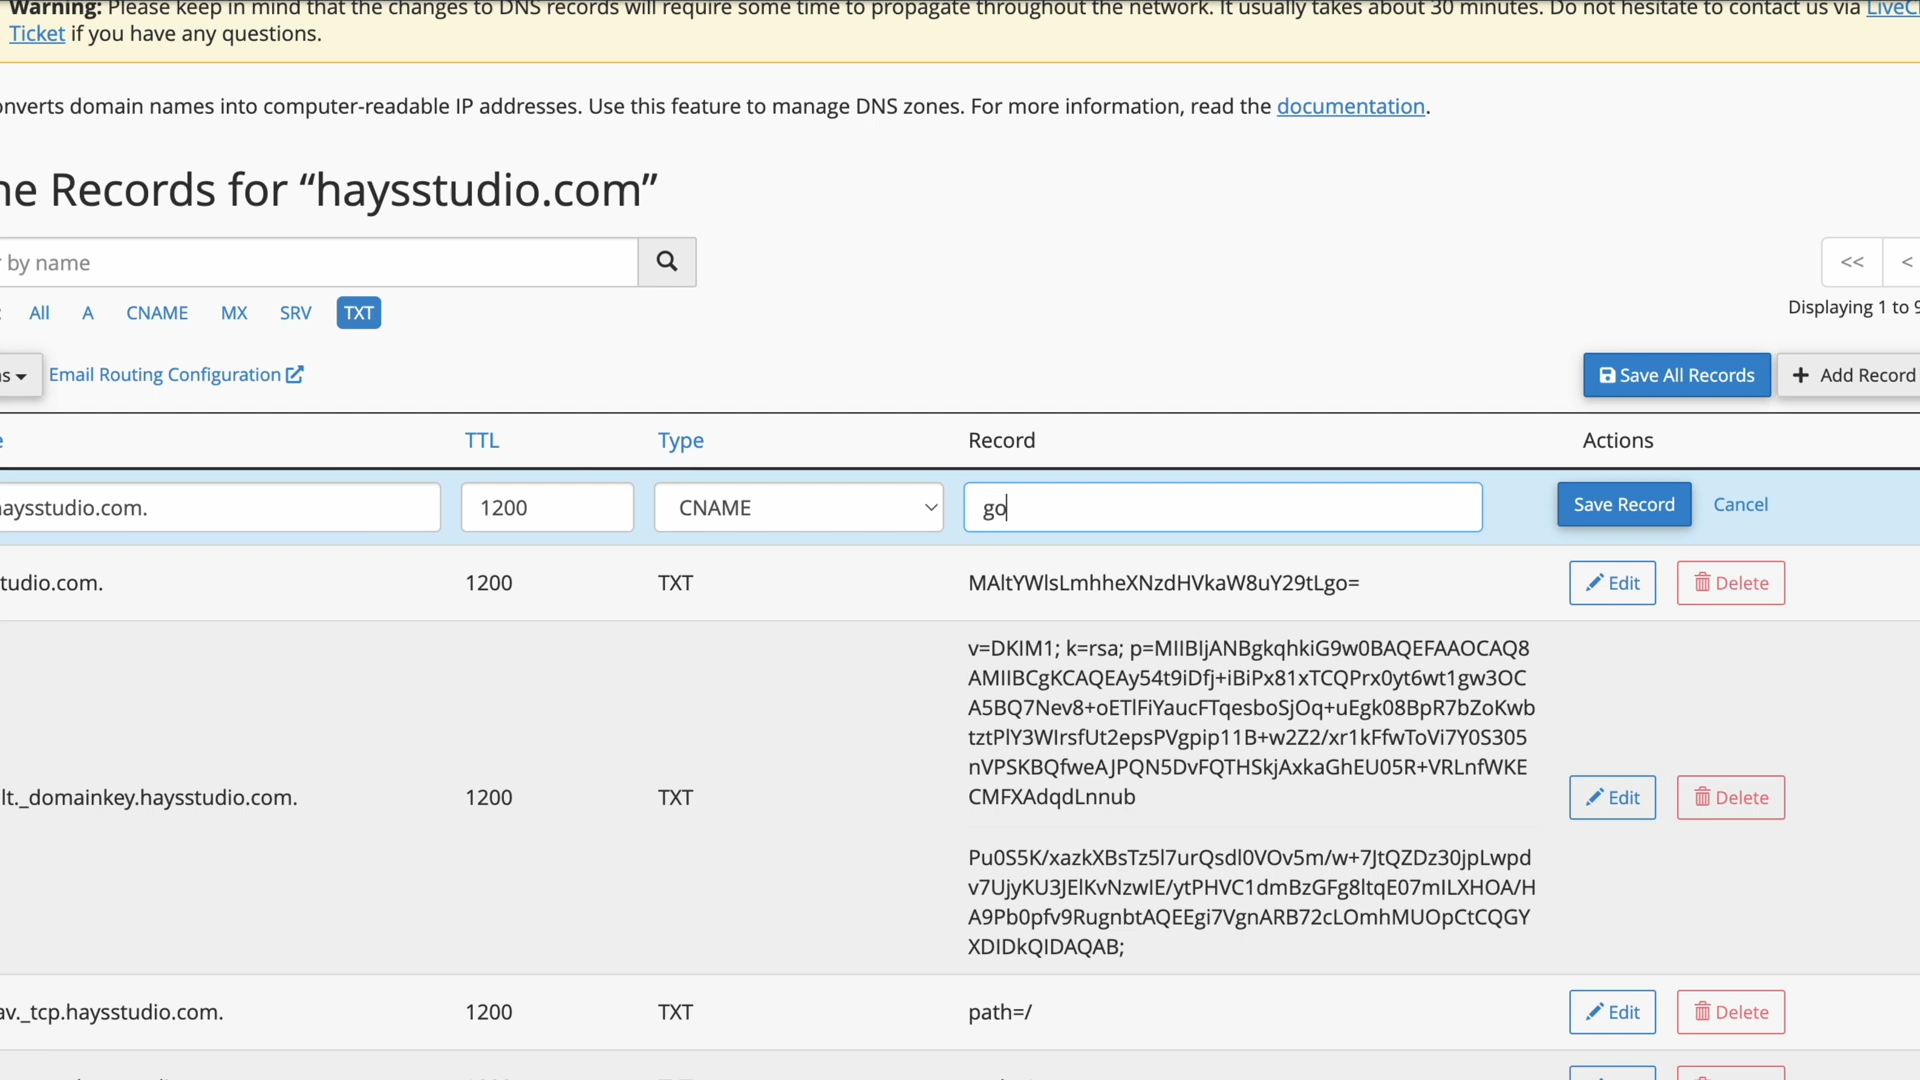 Warning: Please keep in mind that the changes to DNS records will require some time to propagate throughout the network. It usually takes about 30 minutes. Do not hesitate to contact us via LiveC
Ticket if you have any questions.
onverts domain names into computer-readable IP addresses. Use this feature to manage DNS zones. For more information, read the documentation.
ne Records for “haysstudio.com”
r by name
<< <
: All A CNAME MX SRV TXT
Displaying 1 to 9
s Email Routing Configuration
Save All Records + Add Record
e TTL Type Record Actions
haysstudio.com. 1200 CNAME go Save Record Cancel
tudio.com. 1200 TXT MAltYWlsLmhheXNzdHVkaW8uY29tLgo= Edit Delete
v=DKIM1; k=rsa; p=MIIBIjANBgkqhkiG9w0BAQEFAAOCAQ8
AMIIBCgKCAQEAy54t9iDfj+iBiPx81xTCQPrx0yt6wt1gw3OC
A5BQ7Nev8+oETlFiYaucFTqesboSjOq+uEgk08BpR7bZoKwb
tztPlY3WIrsfUt2epsPVgpip11B+w2Z2/xr1kFfwToVi7Y0S305
nVPSKBQfweAJPQN5DvFQTHSkjAxkaGhEU05R+VRLnfWKE
CMFXAdqdLnnub
lt._domainkey.haysstudio.com. 1200 TXT Edit Delete
Pu0S5K/xazkXBsTz5l7urQsdl0VOv5m/w+7JtQZDz30jpLwpd
v7UjyKU3JElKvNzwIE/ytPHVC1dmBzGFg8ltqE07mILXHOA/H
A9Pb0pfv9RugnbtAQEEgi7VgnARB72cLOmhMUOpCtCQGY
XDIDkQIDAQAB;
av._tcp.haysstudio.com. 1200 TXT path=/ Edit Delete